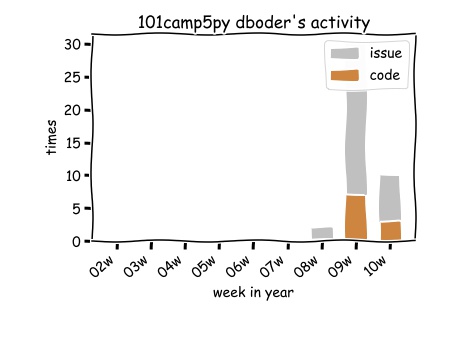 101camp5py dboder's activity
issue
code
30
25
20
15
10
5
0
times
02w 03w 04w 05w 06w 07w 08w 09w 10w
week in year